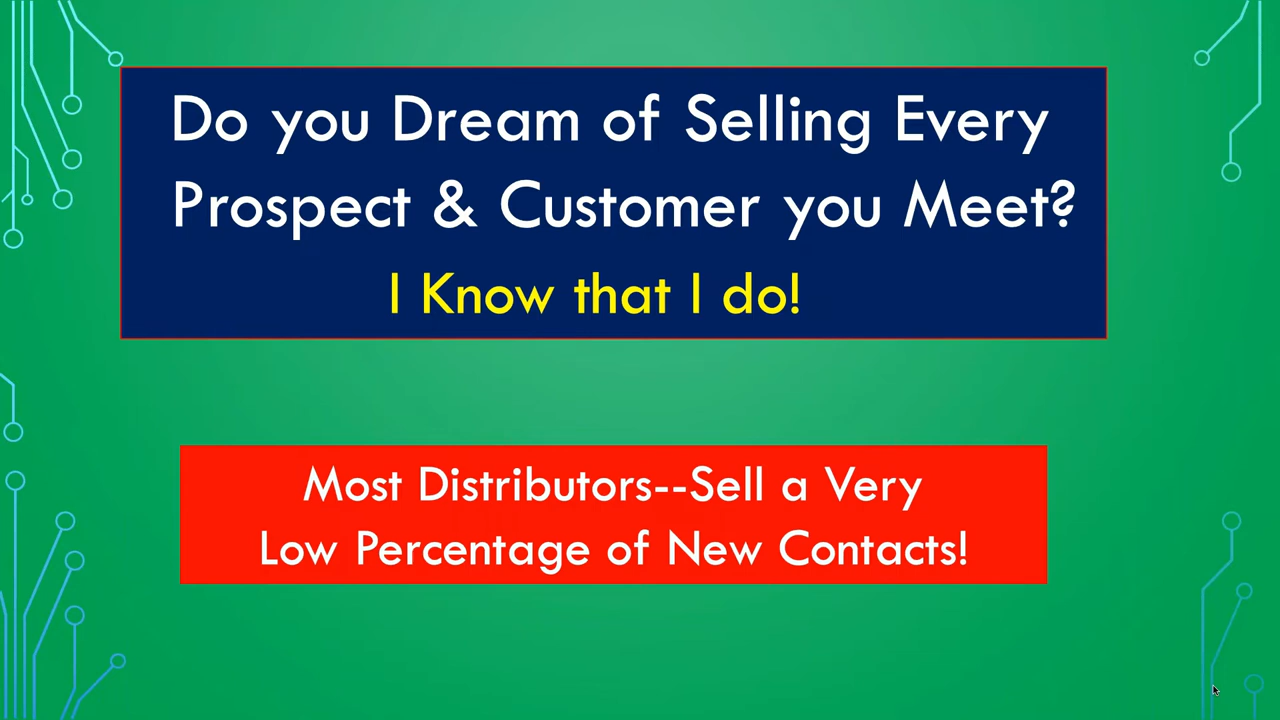 Do you Dream of Selling Every
Prospect & Customer you Meet?
I Know that I do!
Most Distributors--Sell a Very
Low Percentage of New Contacts!